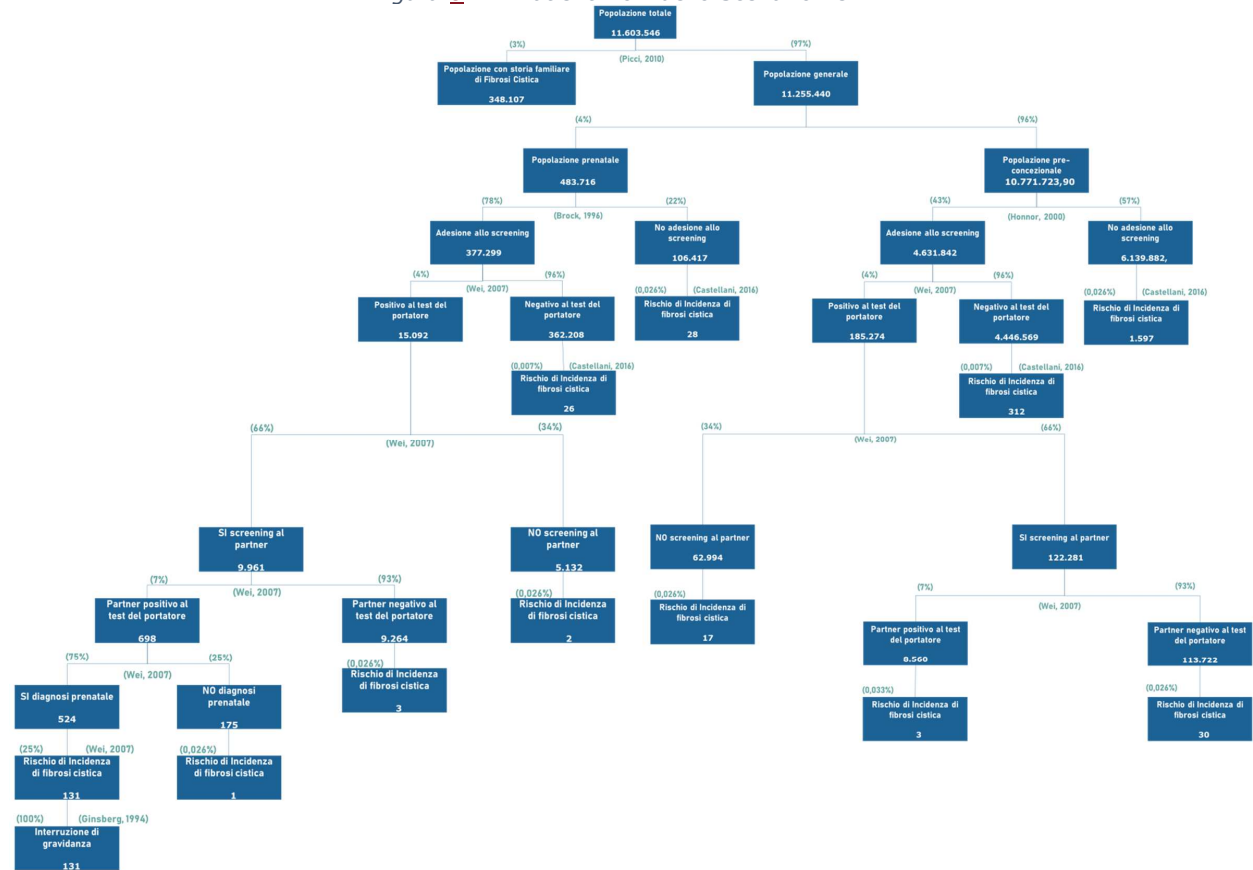 Popolazione totale
11.603.546
(3%)
(97%)
(Picci, 2010)
Popolazione con storia familiare
di Fibrosi Cistica
348.107
Popolazione generale
11.255.440
(4%)
(96%)
Popolazione prenatale
483.716
Popolazione pre-
concezionale
10.771.723,90
(78%)
(22%)
(Brock, 1996)
(43%)
(57%)
(Honnor, 2000)
Adesione allo screening
377.299
No adesione allo
screening
106.417
Adesione allo screening
4.631.842
No adesione allo
screening
6.139.882,
(4%)
(96%)
(Wei, 2007)
(0,026%)
(Castellani, 2016)
(4%)
(96%)
(Wei, 2007)
(0,026%)
(Castellani, 2016)
Positivo al test del
portatore
15.092
Negativo al test del
portatore
362.208
Rischio di Incidenza di
fibrosi cistica
28
Positivo al test del
portatore
185.274
Negativo al test del
portatore
4.446.569
Rischio di Incidenza di
fibrosi cistica
1.597
(0,007%)
(Castellani, 2016)
Rischio di Incidenza di
fibrosi cistica
26
(0,007%)
(Castellani, 2016)
Rischio di Incidenza di
fibrosi cistica
312
(66%)
(34%)
(Wei, 2007)
(34%)
(66%)
(Wei, 2007)
SI screening al
partner
9.961
NO screening al
partner
5.132
NO screening al partner
62.994
SI screening al partner
122.281
(7%)
(93%)
(Wei, 2007)
(0,026%)
(0,026%)
(7%)
(93%)
(Wei, 2007)
Partner positivo al
test del portatore
698
Partner negativo al
test del portatore
9.264
Rischio di Incidenza
di fibrosi cistica
2
Rischio di Incidenza di
fibrosi cistica
17
Partner positivo al test
del portatore
8.560
Partner negativo al test
del portatore
113.722
(75%)
(25%)
(Wei, 2007)
(0,026%)
Rischio di Incidenza
di fibrosi cistica
3
(0,033%)
(0,026%)
SI diagnosi prenatale
524
NO diagnosi
prenatale
175
Rischio di Incidenza di
fibrosi cistica
3
Rischio di Incidenza di
fibrosi cistica
30
(25%)
(Wei, 2007)
(0,026%)
Rischio di Incidenza
di fibrosi cistica
131
Rischio di Incidenza di
fibrosi cistica
1
(100%)
(Ginsberg, 1994)
Interruzione di
gravidanza
131